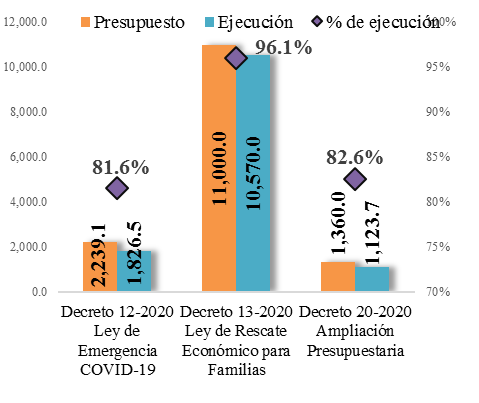 12,000.0
10,000.0
8,000.0
6,000.0
4,000.0
2,000.0
0.0
Presupuesto Ejecución % de ejecución
100%
95%
90%
85%
80%
75%
70%
81.6%
96.1%
82.6%
2,239.1
1,826.5
11,000.0
10,570.0
1,360.0
1,123.7
Decreto 12-2020
Ley de
Emergencia
COVID-19
Decreto 13-2020
Ley de Rescate
Económico para
Familias
Decreto 20-2020
Ampliación
Presupuestaria